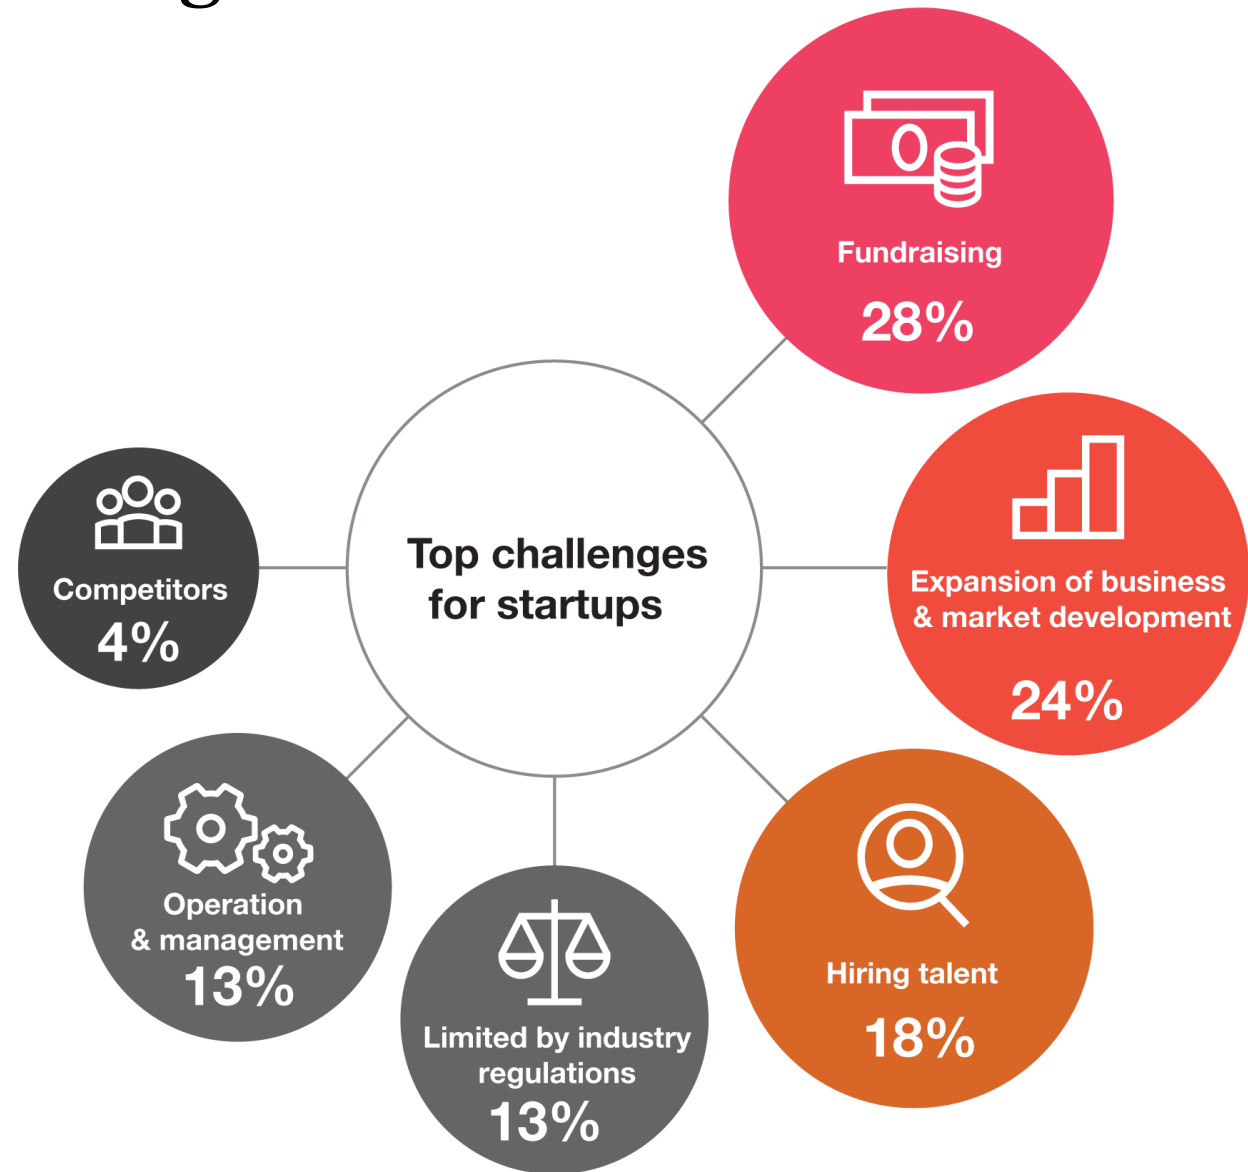 Fundraising
28%
Expansion of business
& market development
24%
Top challenges
for startups
Competitors
4%
Hiring talent
18%
Operation
& management
13%
Limited by industry
regulations
13%